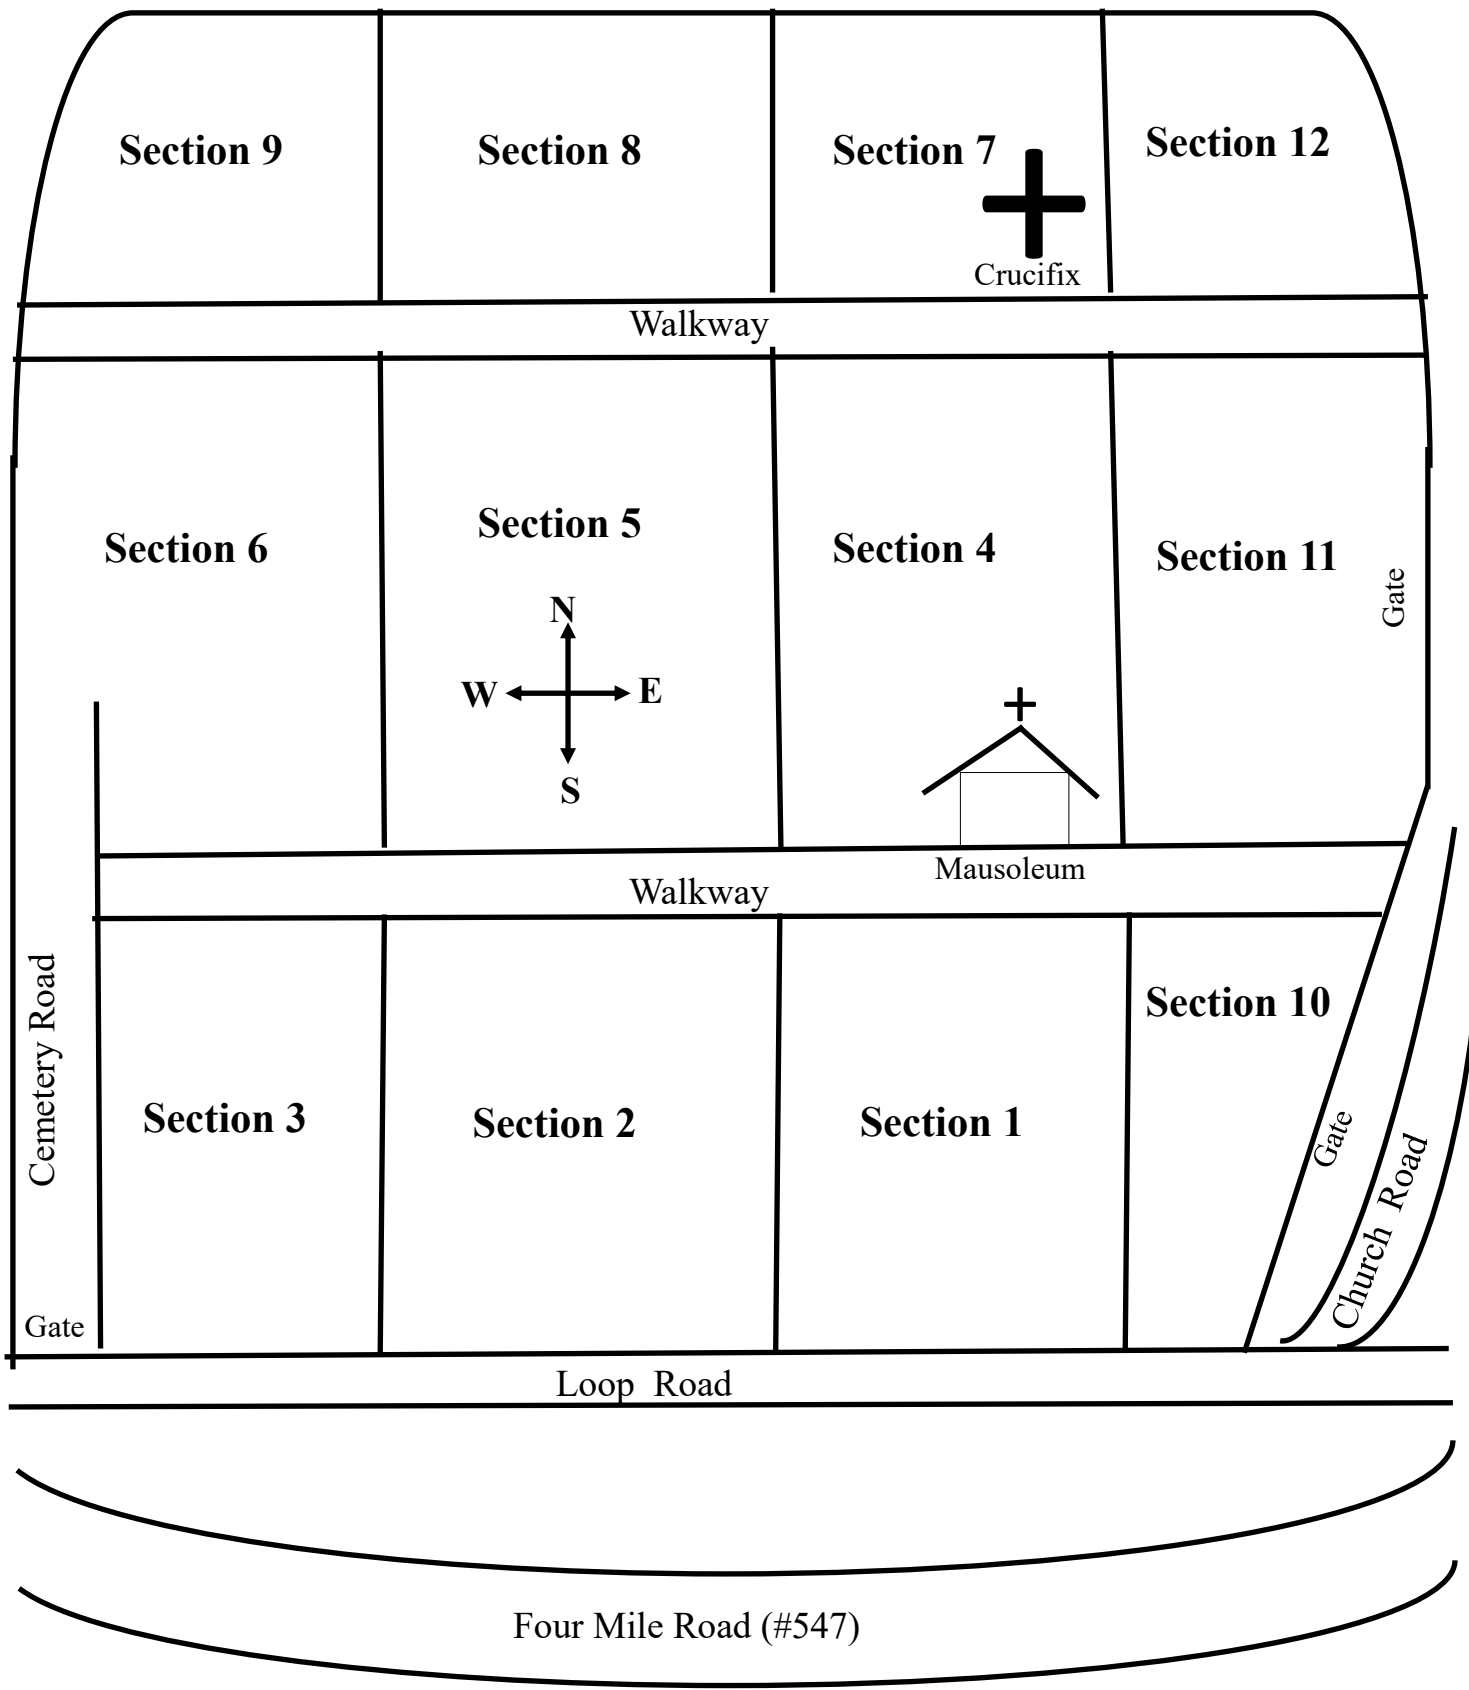 Section 9
Section 8
Section 7
Section 12
Crucifix
Walkway
Section 6
Section 5
Section 4
Section 11
Gate
N
W
E
S
Mausoleum
Walkway
Cemetery Road
Section 3
Section 2
Section 1
Section 10
Gate
Church Road
Gate
Loop Road
Four Mile Road (#547)